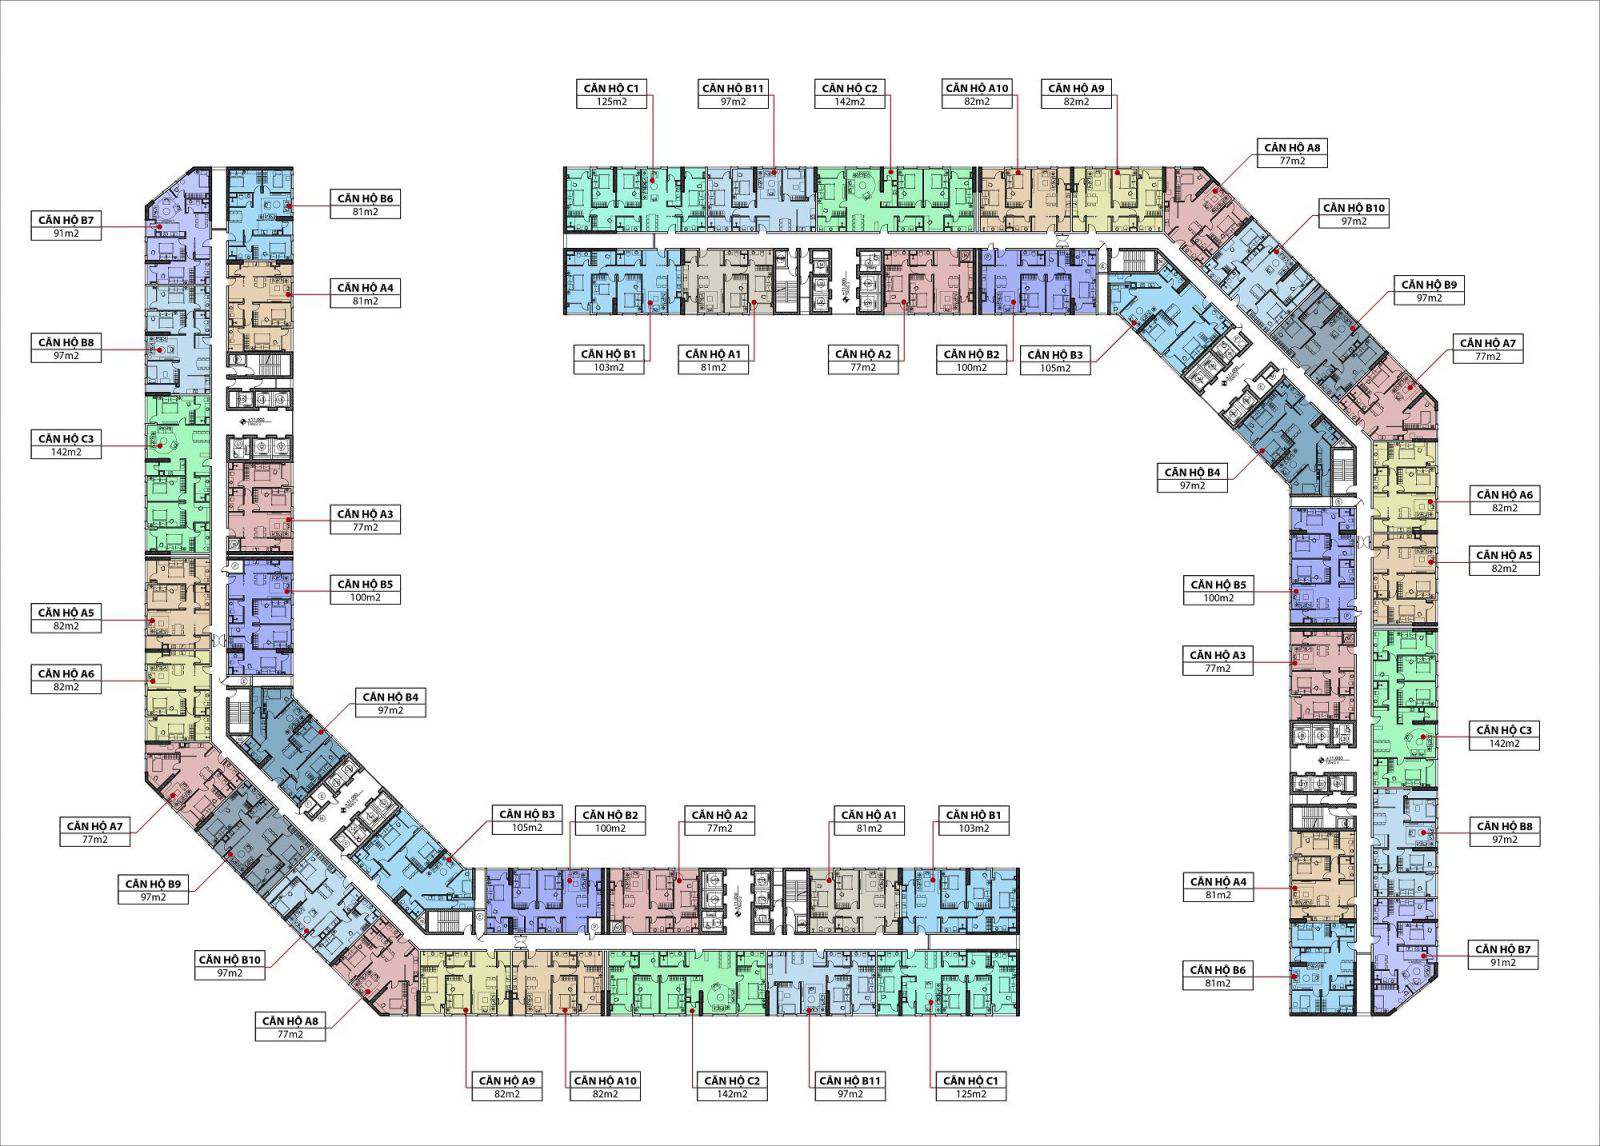 CĂN HỘ C1
125m2
CĂN HỘ B11
97m2
CĂN HỘ C2
142m2
CĂN HỘ A10
82m2
CĂN HỘ A9
82m2
CĂN HỘ A8
77m2
CĂN HỘ B10
97m2
CĂN HỘ B9
97m2
CĂN HỘ A7
77m2
CĂN HỘ B6
81m2
CĂN HỘ B7
91m2
CĂN HỘ A4
81m2
CĂN HỘ B8
97m2
CĂN HỘ B1
103m2
CĂN HỘ A1
81m2
CĂN HỘ A2
77m2
CĂN HỘ B2
100m2
CĂN HỘ B3
105m2
CĂN HỘ C3
142m2
CĂN HỘ B4
97m2
CĂN HỘ A6
82m2
CĂN HỘ A3
77m2
CĂN HỘ A5
82m2
CĂN HỘ B5
100m2
CĂN HỘ B5
100m2
CĂN HỘ A5
82m2
CĂN HỘ A3
77m2
CĂN HỘ A6
82m2
CĂN HỘ B4
97m2
CĂN HỘ C3
142m2
CĂN HỘ B3
105m2
CĂN HỘ B2
100m2
CĂN HỘ A2
77m2
CĂN HỘ A1
81m2
CĂN HỘ B1
103m2
CĂN HỘ A7
77m2
CĂN HỘ B8
97m2
CĂN HỘ B9
97m2
CĂN HỘ A4
81m2
CĂN HỘ B10
97m2
CĂN HỘ B7
91m2
CĂN HỘ B6
81m2
CĂN HỘ A8
77m2
CĂN HỘ A9
82m2
CĂN HỘ A10
82m2
CĂN HỘ C2
142m2
CĂN HỘ B11
97m2
CĂN HỘ C1
125m2